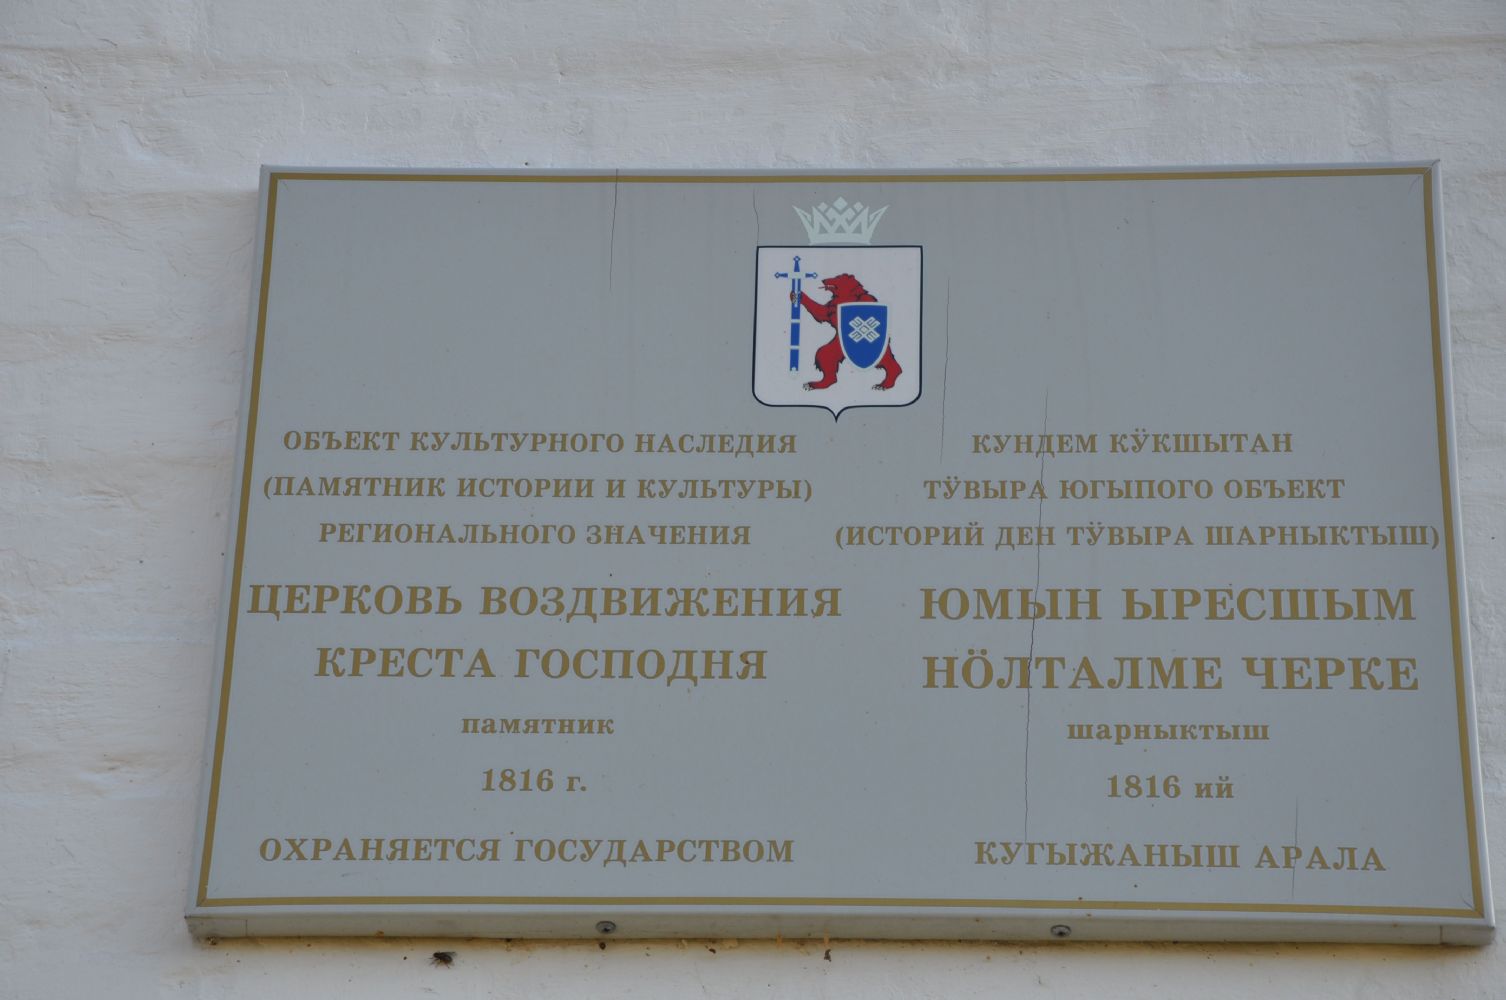 ОБЪЕКТ КУЛЬТУРНОГО НАСЛЕДИЯ
(ПАМЯТНИК ИСТОРИИ И КУЛЬТУРЫ)
РЕГИОНАЛЬНОГО ЗНАЧЕНИЯ
ЦЕРКОВЬ ВОЗДВИЖЕНИЯ
КРЕСТА ГОСПОДНЯ
памятник
1816 г.
ОХРАНЯЕТСЯ ГОСУДАРСТВОМ
КУНДЕМ КӰКШЫТАН
ТӰВЫРА ЮГЫПОГО ОБЪЕКТ
(ИСТОРИЙ ДЕН ТӰВЫРА ШАРНЫКТЫШ)
ЮМЫН ЫРЕСШЫМ
НӦЛТАЛМЕ ЧЕРКЕ
шарныктыш
1816 ий
КУГЫЖАНЫШ АРАЛА